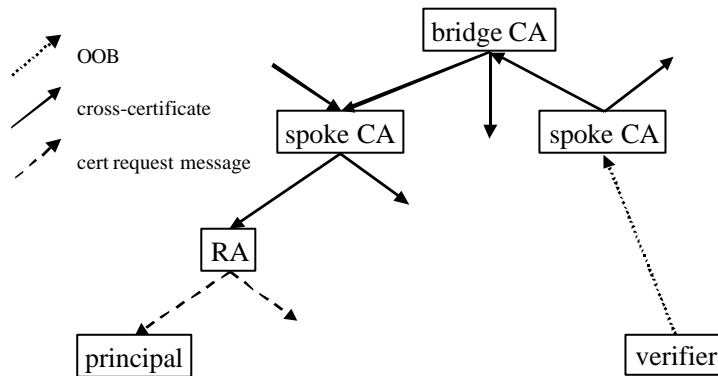 bridge CA
OOB
cross-certificate
spoke CA
spoke CA
cert request message
RA
principal
verifier